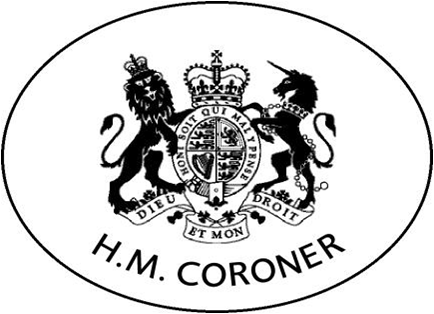 HONI SOIT QUI MAL Y PENSE
DIEU ET MON DROIT
H.M. CORONER